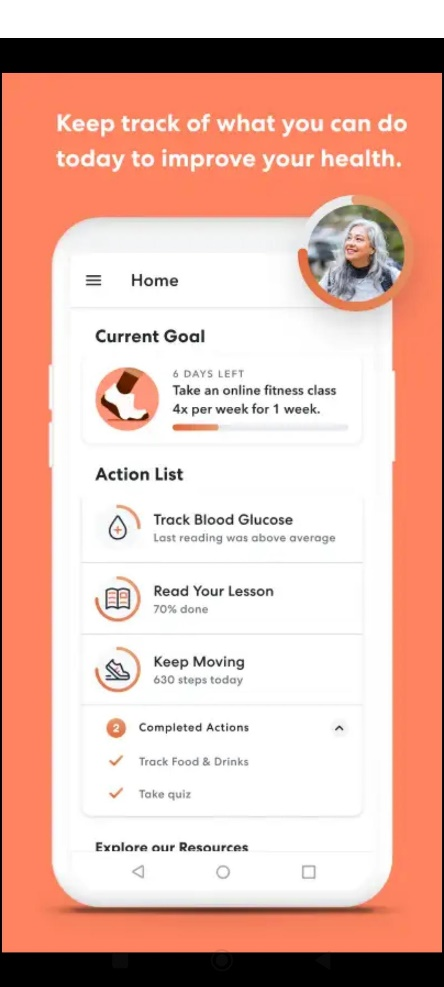 Keep track of what you can do
today to improve your health.
Home
Current Goal
6 DAYS LEFT
Take an online fitness class
4x per week for 1 week.
Action List
Track Blood Glucose
Last reading was above average
Read Your Lesson
70% done
Keep Moving
630 steps today
2 Completed Actions
Track Food & Drinks
Take quiz
Explore our Resources